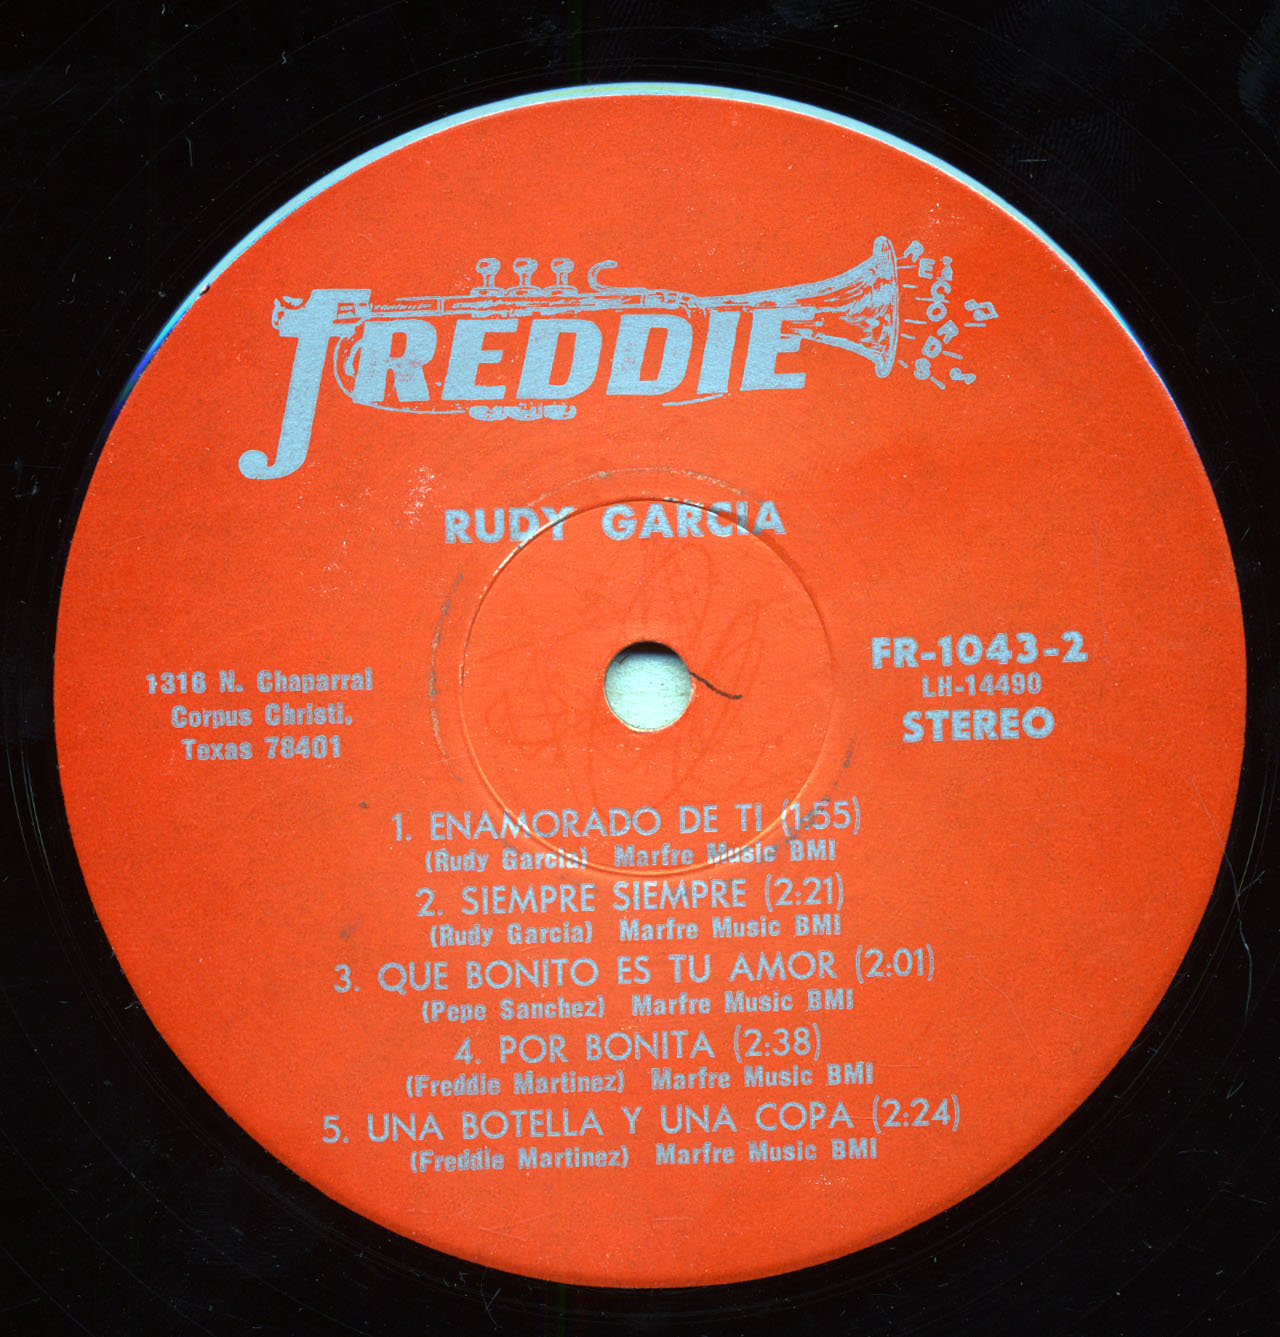 FREDDIE
RECORDS
RUDY GARCIA
1316 N. Chaparral
Corpus Christi,
Texas 78401
FR-1043-2
LH-14490
STEREO
1. ENAMORADO DE TI (1:55)
(Rudy Garcia) Marfre Music BMI
2. SIEMPRE SIEMPRE (2:21)
(Rudy Garcia) Marfre Music BMI
3. QUE BONITO ES TU AMOR (2:01)
(Pepe Sanchez) Marfre Music BMI
4. POR BONITA (2:38)
(Freddie Martinez) Marfre Music BMI
5. UNA BOTELLA Y UNA COPA (2:24)
(Freddie Martinez) Marfre Music BMI